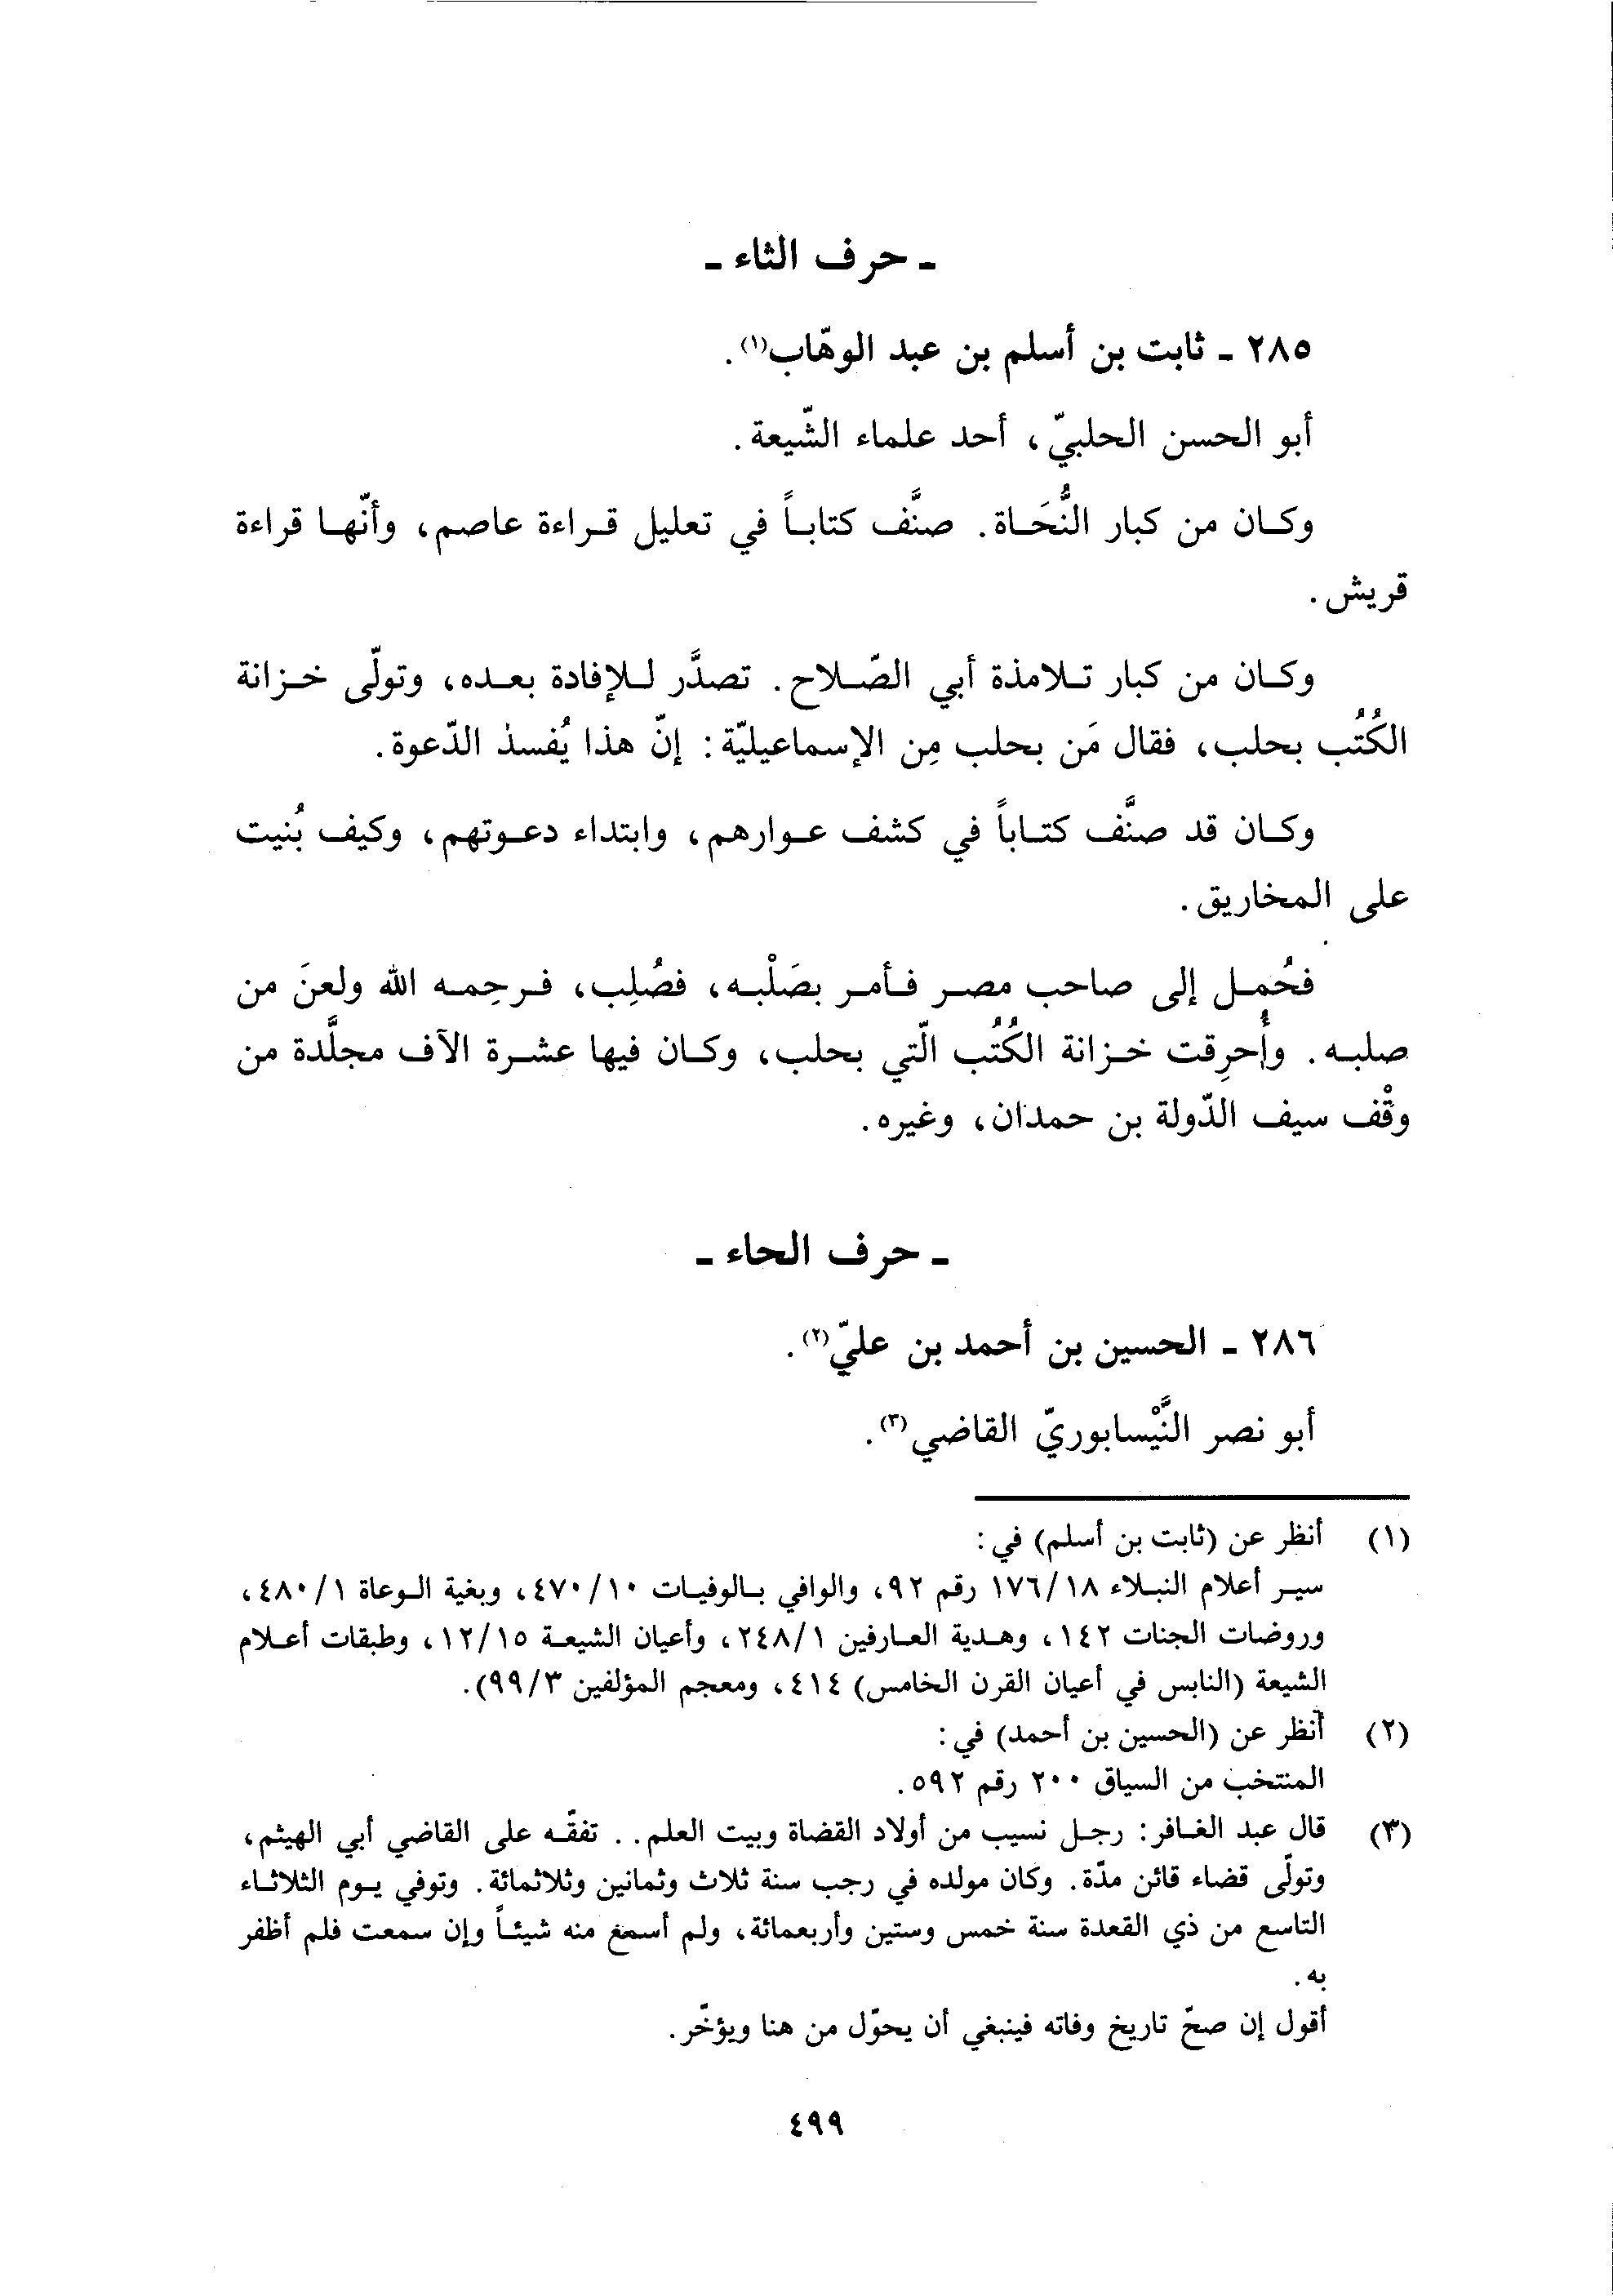 ـ حرف الثاء ـ
٢٨٥ ـ ثابت بن أسلم بن عبد الوهّاب(١).
أبو الحسن الحلبيّ، أحد علماء الشّيعة.
وكان من كبار النُّحَاة. صنَّف كتاباً في تعليل قراءة عاصم، وأنّها قراءة
قريش.
وكان من كبار تلامذة أبي الصّلاح. تصدَّر للإفادة بعده، وتولّى خزانة
الكُتُب بحلب، فقال مَن بحلب مِن الإسماعيليّة: إنّ هذا يُفسد الدّعوة.
وكان قد صنَّف كتاباً في كشف عوارهم، وابتداء دعوتهم، وكيف بُنيت
على المخاريق.
فحُمِل إلى صاحب مصر فأمر بصَلْبه، فصُلِب، فرحِمه الله ولعنَ من
صلبه. وأُحرِقت خزانة الكُتُب الّتي بحلب، وكان فيها عشرة الآف مجلَّدة من
وقْف سيف الدّولة بن حمدان، وغيره.
ـ حرف الحاء ـ
٢٨٦ ـ الحسين بن أحمد بن عليّ(٢).
أبو نصر النَّيْسابوريّ القاضي(٣).
(١) أنظر عن (ثابت بن أسلم) في:
سير أعلام النبلاء ١٧٦/١٨ رقم ٩٢، والوافي بالوفيات ٤٧٠/١٠، وبغية الوعاة ٤٨٠/١،
وروضات الجنات ١٤٢، وهدية العارفين ٢٤٨/١، وأعيان الشيعة ١٢/١٥، وطبقات أعلام
الشيعة (النابس في أعيان القرن الخامس) ٤١٤، ومعجم المؤلفين ٩٩/٣).
(٢) أنظر عن (الحسين بن أحمد) في:
المنتخب من السياق ٢٠٠ رقم ٥٩٢.
(٣) قال عبد الغافر: رجل نسيب من أولاد القضاة وبيت العلم.. تفقّه على القاضي أبي الهيثم،
وتولّى قضاء قائن مدّة. وكان مولده في رجب سنة ثلاث وثمانين وثلاثمائة. وتوفي يوم الثلاثاء
التاسع من ذي القعدة سنة خمس وستين وأربعمائة، ولم أسمع منه شيئاً وإن سمعت فلم أظفر
به.
أقول إن صحّ تاريخ وفاته فينبغي أن يحوّل من هنا ويؤخّر.
٤٩٩